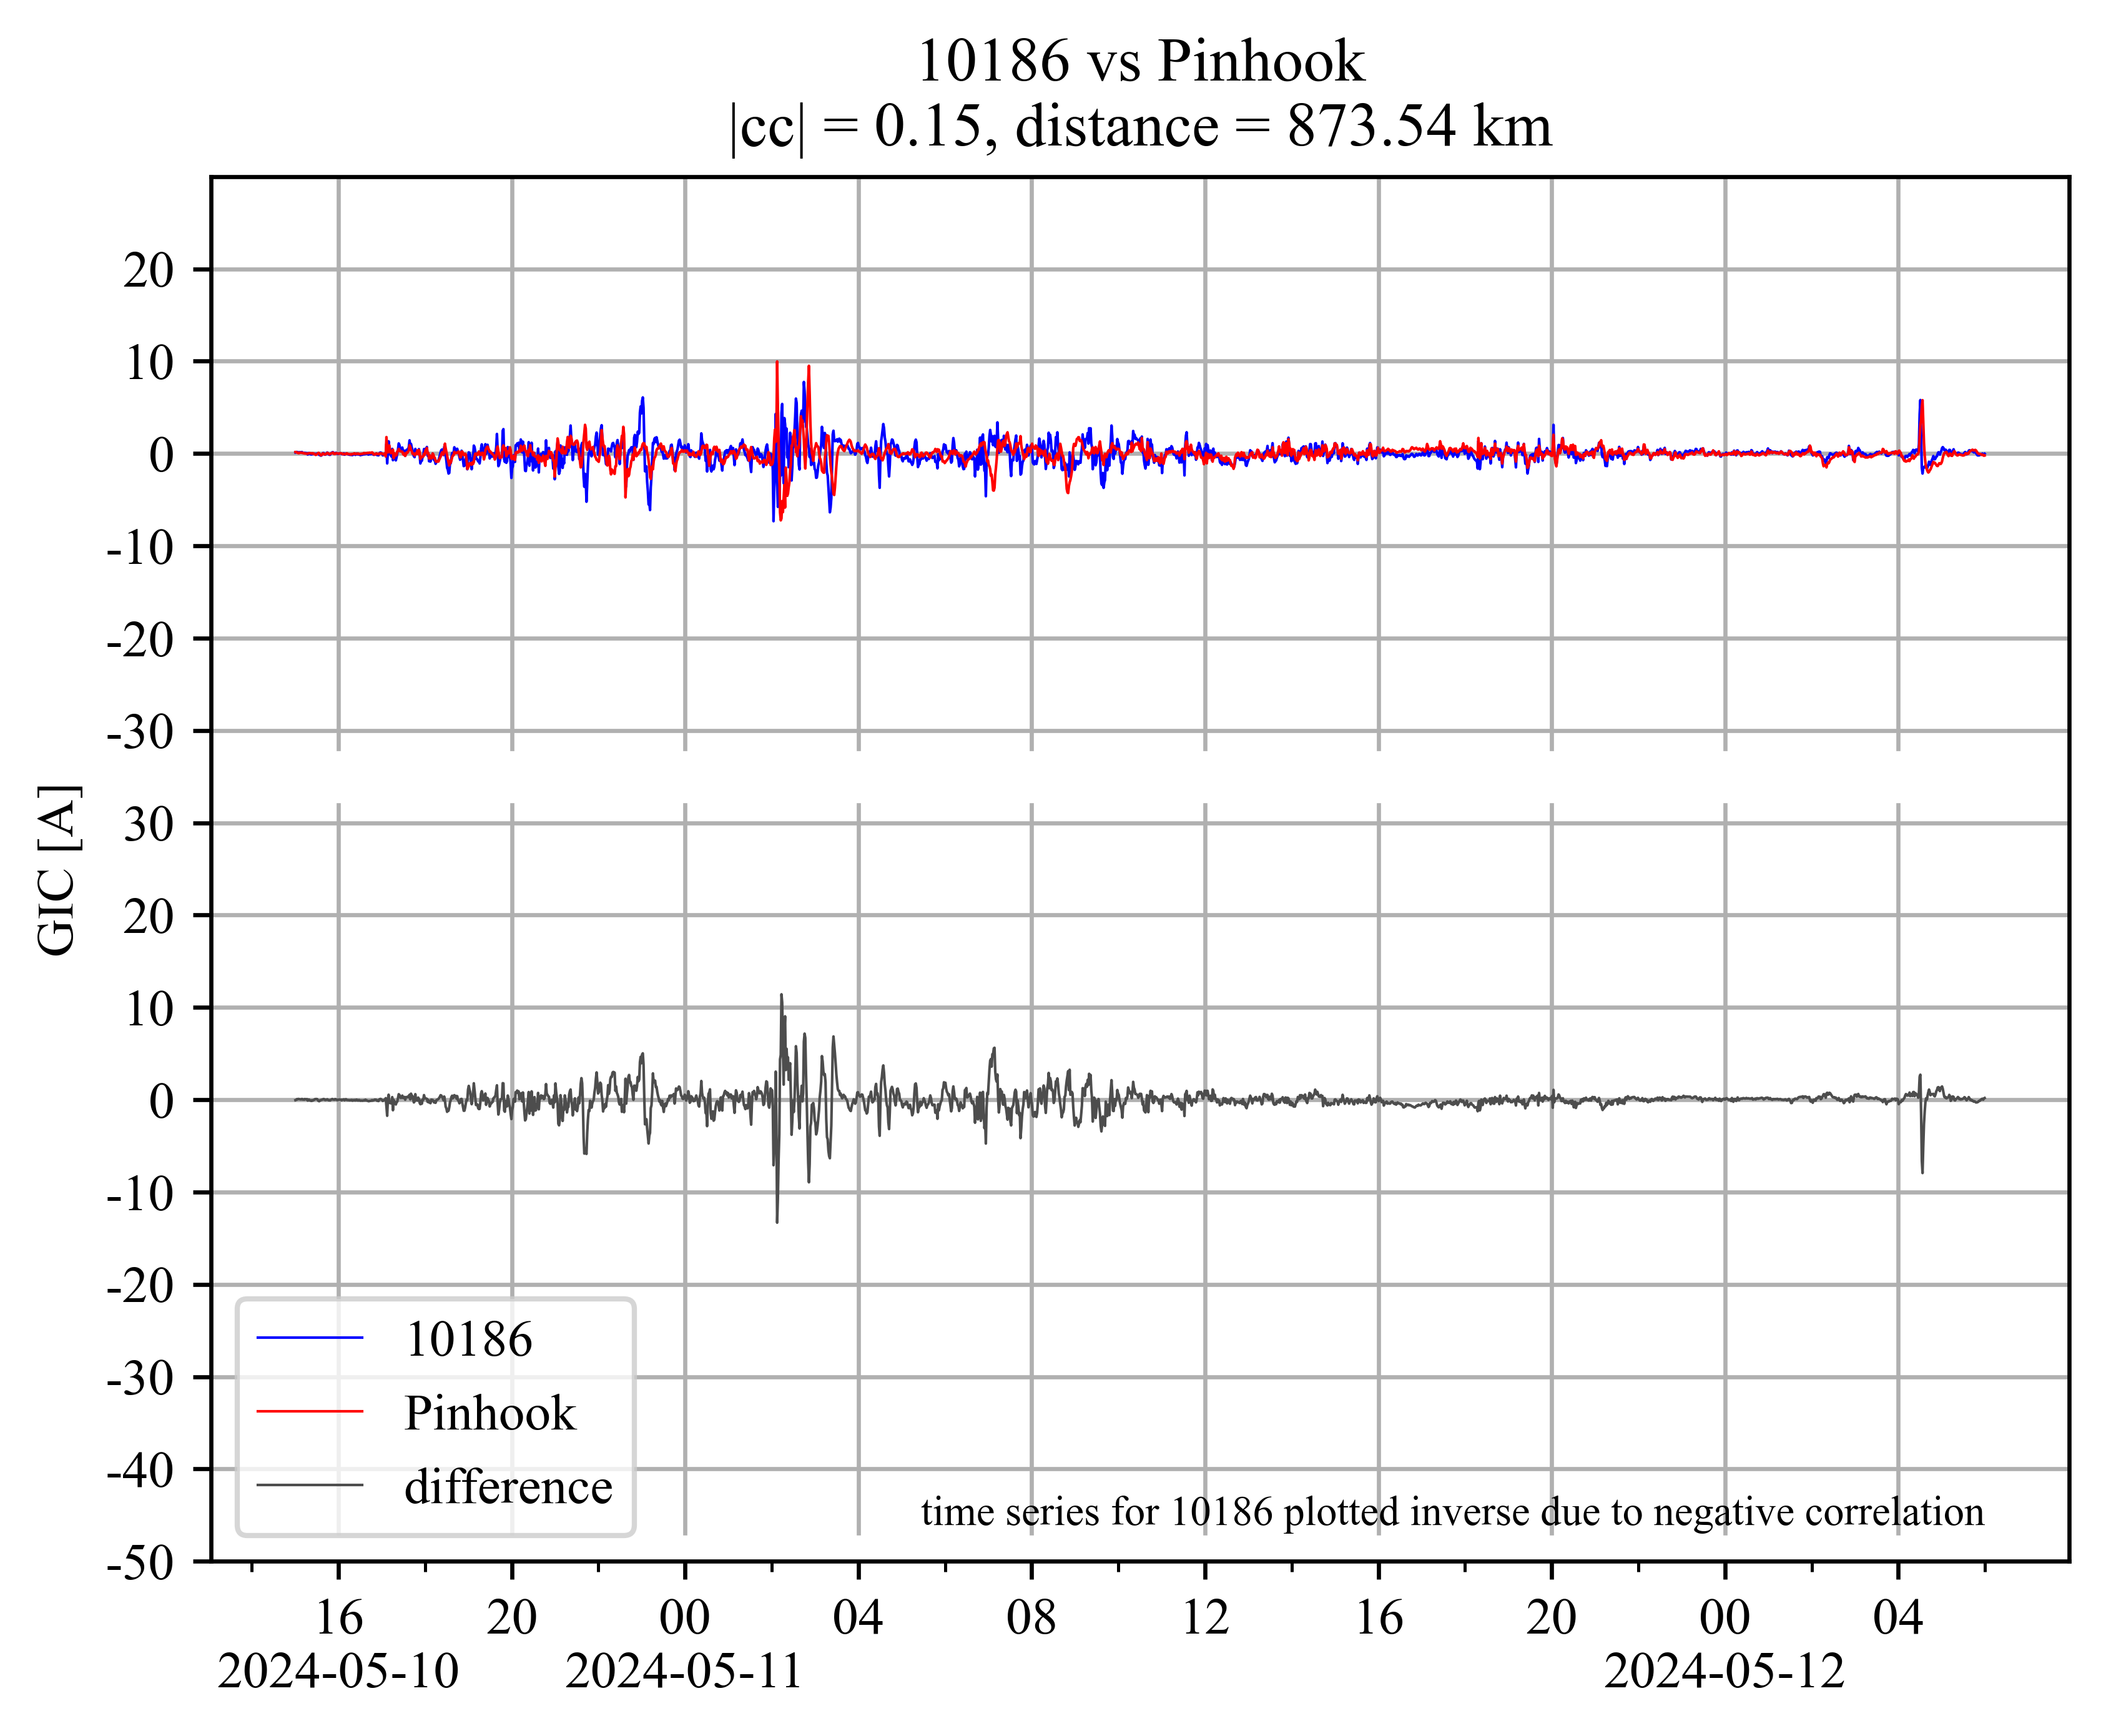 10186 vs Pinhook
|cc| = 0.15, distance = 873.54 km
GIC [A]
20
10
0
-10
-20
-30
30
20
10
0
-10
-20
-30
-40
-50
10186
Pinhook
difference
time series for 10186 plotted inverse due to negative correlation
16 20 00 04 08 12 16 20 00 04
2024-05-10 2024-05-11 2024-05-12